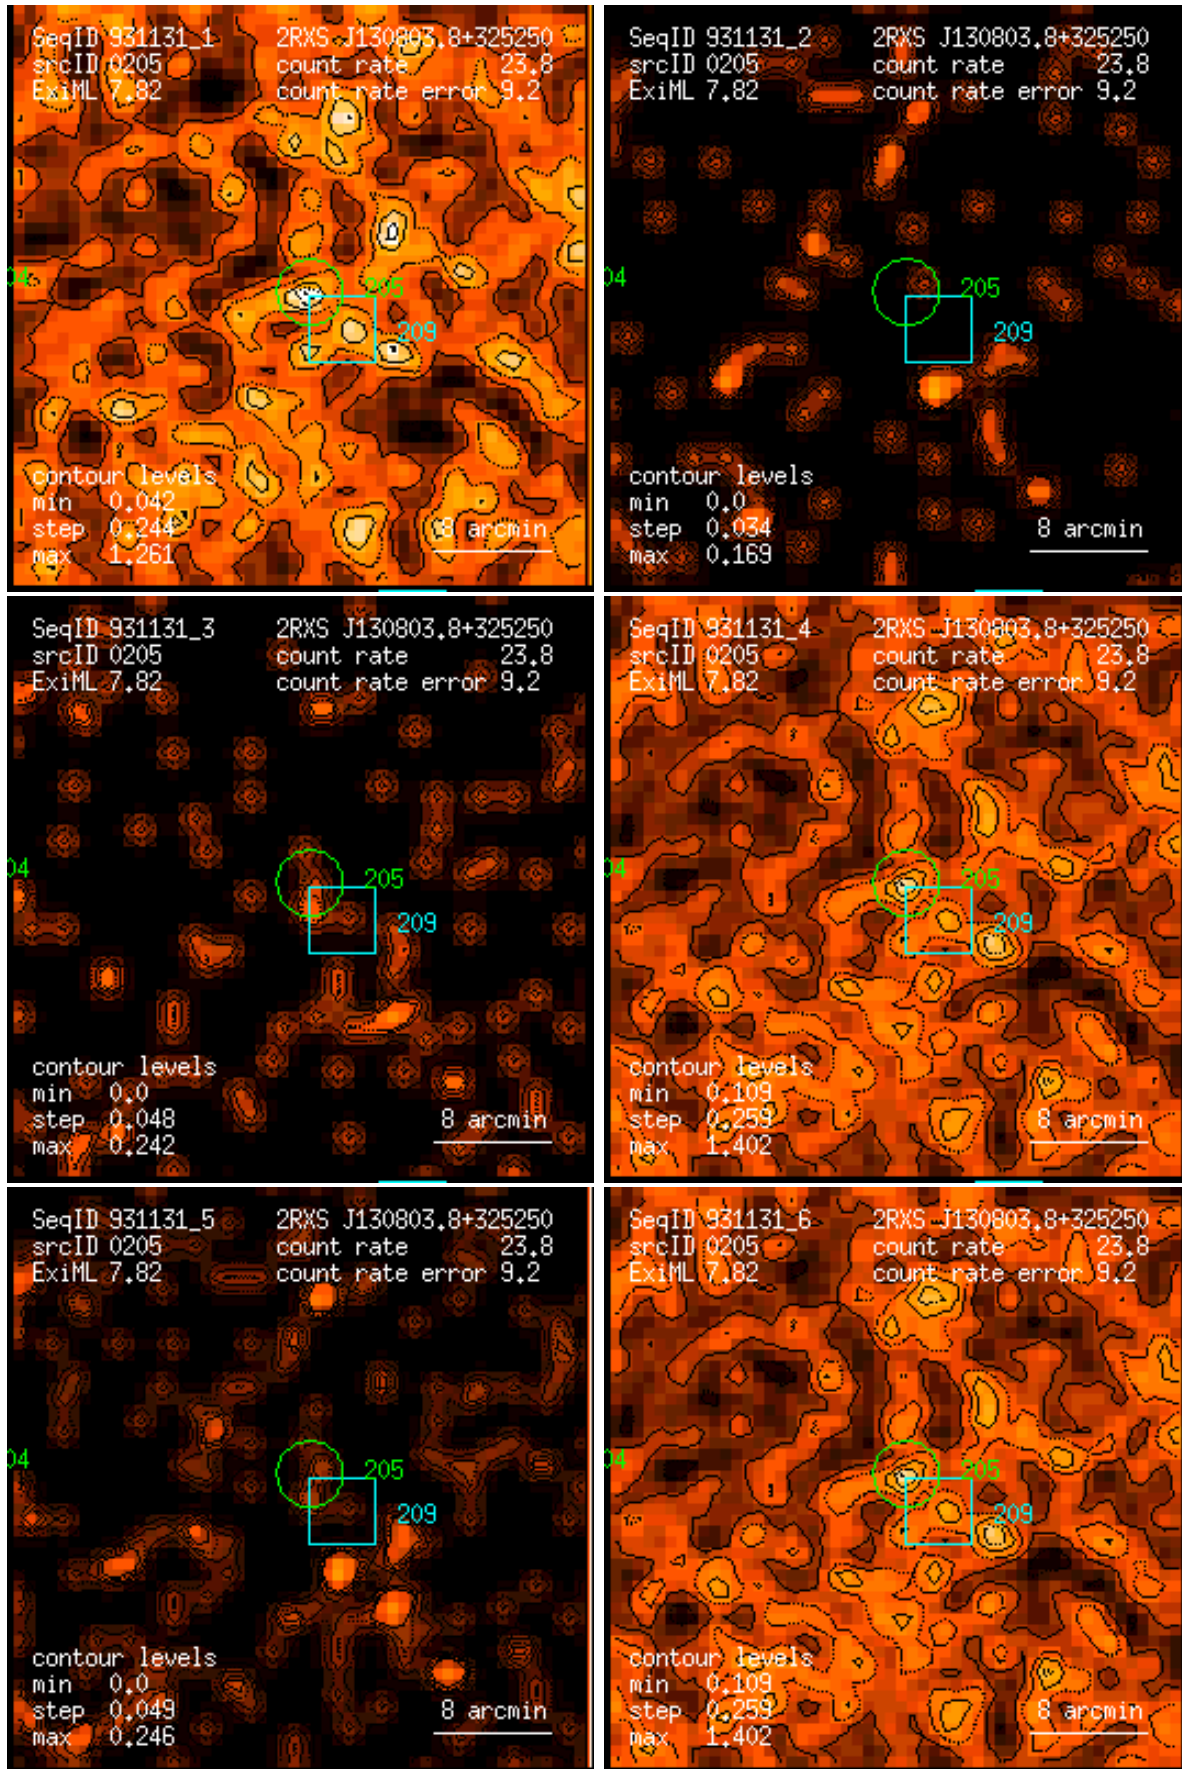 SeqID 931131_1 2RXS J130803.8+325250
srcID 0205 count rate 23.8
ExiML 7.82 count rate error 9.2
04
205
209
contour levels
min 0.042
step 0.244
max 1.261
8 arcmin
SeqID 931131_2 2RXS J130803.8+325250
srcID 0205 count rate 23.8
ExiML 7.82 count rate error 9.2
04
205
209
contour levels
min 0.0
step 0.034
max 0.169
8 arcmin
SeqID 931131_3 2RXS J130803.8+325250
srcID 0205 count rate 23.8
ExiML 7.82 count rate error 9.2
04
205
209
contour levels
min 0.0
step 0.048
max 0.242
8 arcmin
SeqID 931131_4 2RXS J130803.8+325250
srcID 0205 count rate 23.8
ExiML 7.82 count rate error 9.2
04
205
209
contour levels
min 0.109
step 0.259
max 1.402
8 arcmin
SeqID 931131_5 2RXS J130803.8+325250
srcID 0205 count rate 23.8
ExiML 7.82 count rate error 9.2
04
205
209
contour levels
min 0.0
step 0.049
max 0.246
8 arcmin
SeqID 931131_6 2RXS J130803.8+325250
srcID 0205 count rate 23.8
ExiML 7.82 count rate error 9.2
04
205
209
contour levels
min 0.109
step 0.259
max 1.402
8 arcmin